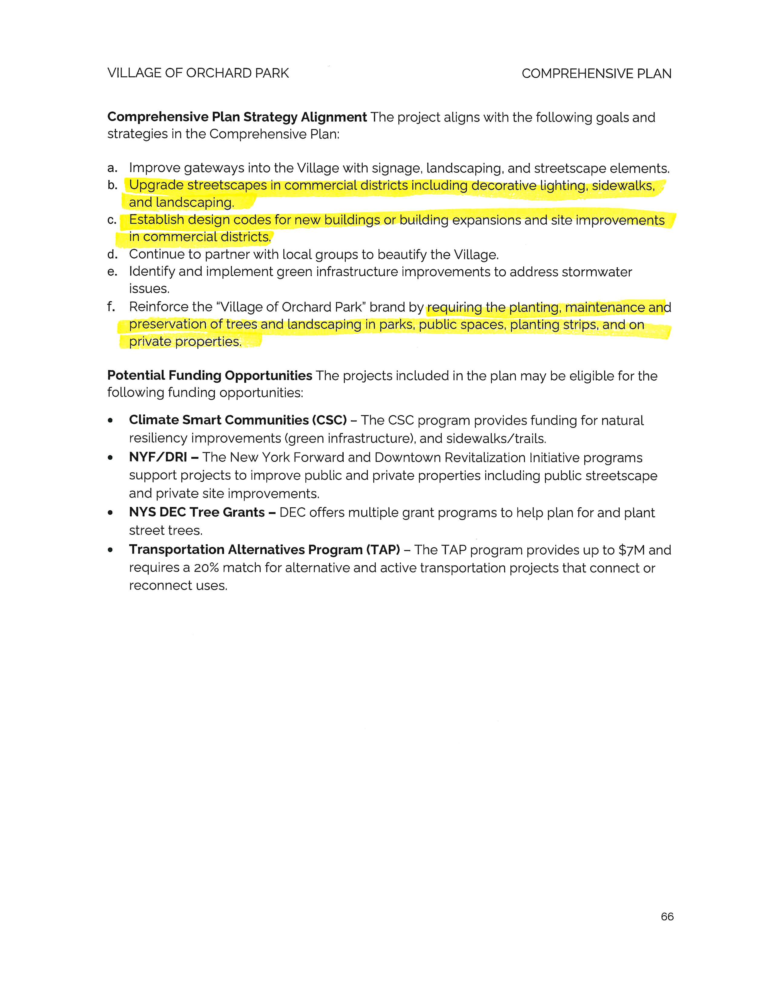 VILLAGE OF ORCHARD PARK COMPREHENSIVE PLAN
Comprehensive Plan Strategy Alignment The project aligns with the following goals and
strategies in the Comprehensive Plan:
a. Improve gateways into the Village with signage, landscaping, and streetscape elements.
b. Upgrade streetscapes in commercial districts including decorative lighting, sidewalks,
and landscaping.
c. Establish design codes for new buildings or building expansions and site improvements
in commercial districts.
d. Continue to partner with local groups to beautify the Village.
e. Identify and implement green infrastructure improvements to address stormwater
issues.
f. Reinforce the "Village of Orchard Park" brand by requiring the planting, maintenance and
preservation of trees and landscaping in parks, public spaces, planting strips, and on
private properties.
Potential Funding Opportunities The projects included in the plan may be eligible for the
following funding opportunities:
• Climate Smart Communities (CSC) – The CSC program provides funding for natural
resiliency improvements (green infrastructure), and sidewalks/trails.
• NYF/DRI – The New York Forward and Downtown Revitalization Initiative programs
support projects to improve public and private properties including public streetscape
and private site improvements.
• NYS DEC Tree Grants – DEC offers multiple grant programs to help plan for and plant
street trees.
• Transportation Alternatives Program (TAP) – The TAP program provides up to $7M and
requires a 20% match for alternative and active transportation projects that connect or
reconnect uses.
66